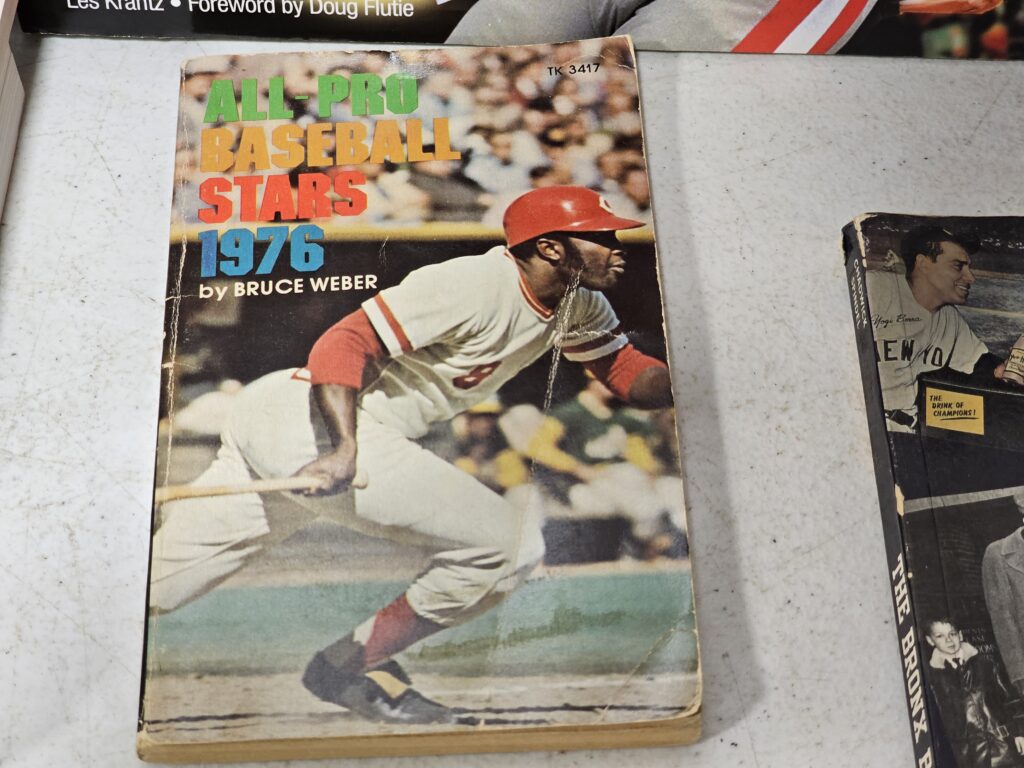 Les Krantz • Foreword by Doug Flutie
TK 3417
ALL-PRO
BASEBALL
STARS
1976
by BRUCE WEBER
C
8
Yogi Berra
NEW YO
THE
DRINK OF
CHAMPIONS!
CHADWICK
THE BRONX B